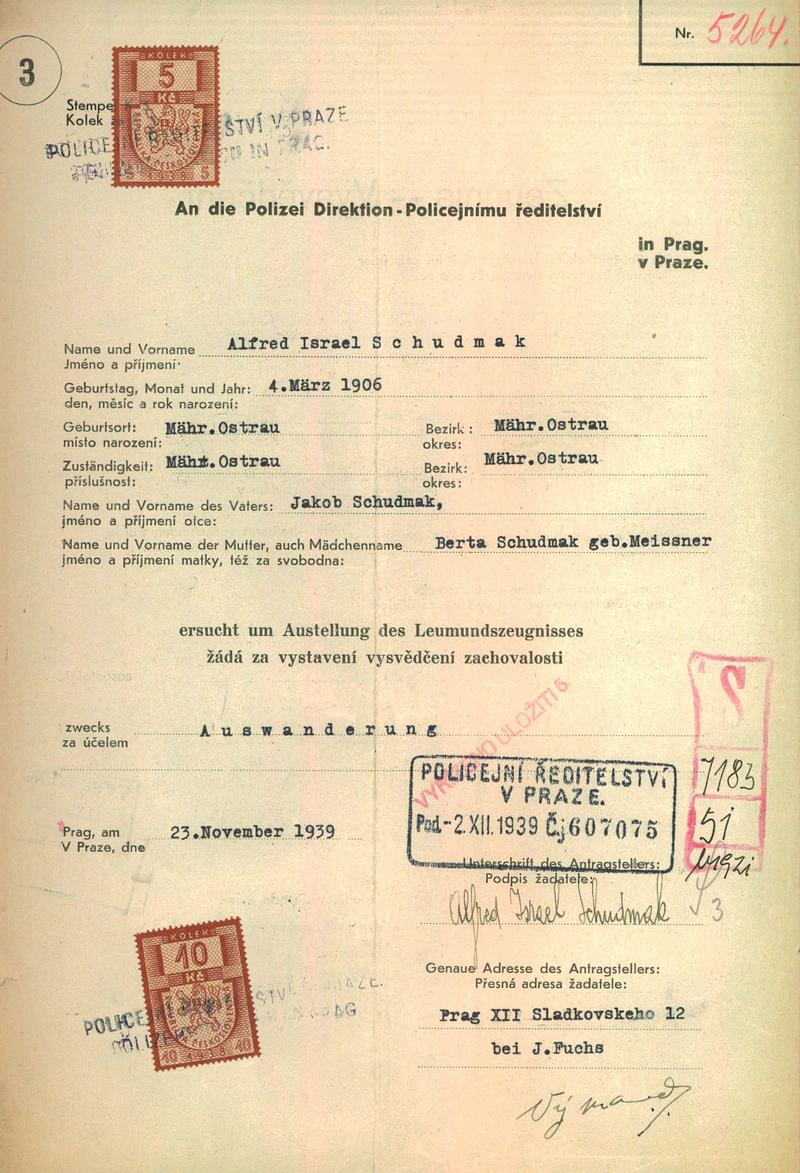 Nr. 5264.
3
KOLEK
5
Kč
Stempel
Kolek
POLICEJNÍ ŘEDITELSTVÍ V PRAZE
5 1938 5
An die Polizei Direktion - Policejnímu ředitelství
in Prag.
v Praze.
Name und Vorname Alfred Israel S c h u d m a k
Jméno a příjmení
Geburtstag, Monat und Jahr: 4.März 1906
den, měsíc a rok narození:
Geburtsort: Mähr.Ostrau Bezirk: Mähr.Ostrau
místo narození: okres:
Zuständigkeit: Mähr.Ostrau Bezirk: Mähr.Ostrau
příslušnost: okres:
Name und Vorname des Vaters: Jakob Schudmak,
jméno a příjmení otce:
Name und Vorname der Mutter, auch Mädchenname Berta Schudmak geb.Meissner
jméno a příjmení matky, též za svobodna:
ersucht um Austellung des Leumundszeugnisses
žádá za vystavení vysvědčení zachovalosti
zwecks A u s w a n d e r u n g
za účelem
S
7183
51
POLICEJNÍ ŘEDITELSTVÍ
V PRAZE.
Pod.-2.XII.1939 Čj 607075
Prag, am 23.November 1939
V Praze, dne
Unterschrift des Antragstellers:
Podpis žadatele:
Alfred Israel Schudmak
3
KOLEK
10
Kč
10 1938 10
Genaue Adresse des Antragstellers:
Přesná adresa žadatele:
Prag XII Sladkovskeho 12
bei J.Fuchs